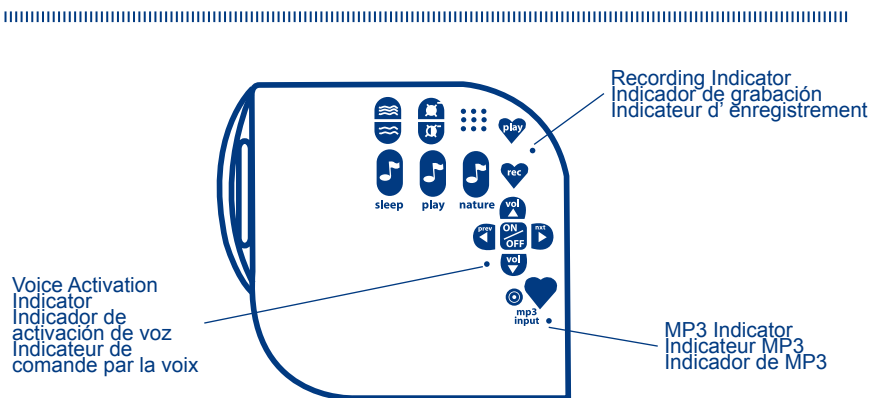 Recording Indicator
Indicador de grabación
Indicateur d' enregistrement
play
rec
sleep play nature
vol
prev ON nxt
OFF
vol
mp3
input
Voice Activation
Indicator
Indicador de
activación de voz
Indicateur de
comande par la voix
MP3 Indicator
Indicateur MP3
Indicador de MP3